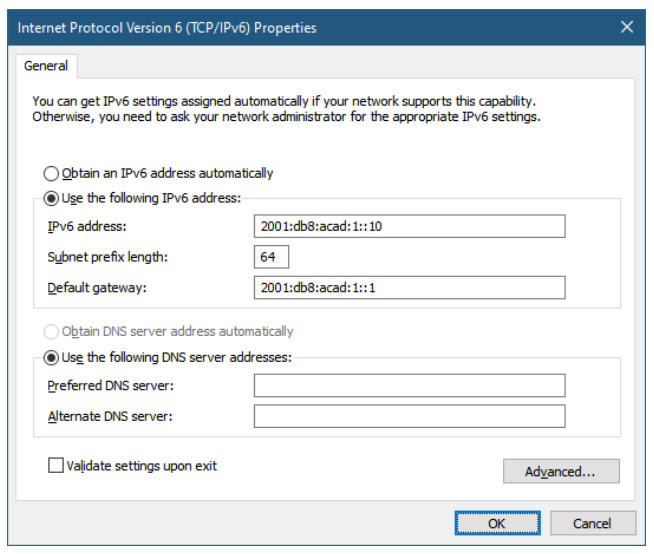 Internet Protocol Version 6 (TCP/IPv6) Properties
General
You can get IPv6 settings assigned automatically if your network supports this capability.
Otherwise, you need to ask your network administrator for the appropriate IPv6 settings.
Obtain an IPv6 address automatically
Use the following IPv6 address:
IPv6 address: 2001:db8:acad:1::10
Subnet prefix length: 64
Default gateway: 2001:db8:acad:1::1
Obtain DNS server address automatically
Use the following DNS server addresses:
Preferred DNS server:
Alternate DNS server:
Validate settings upon exit
Advanced...
OK Cancel